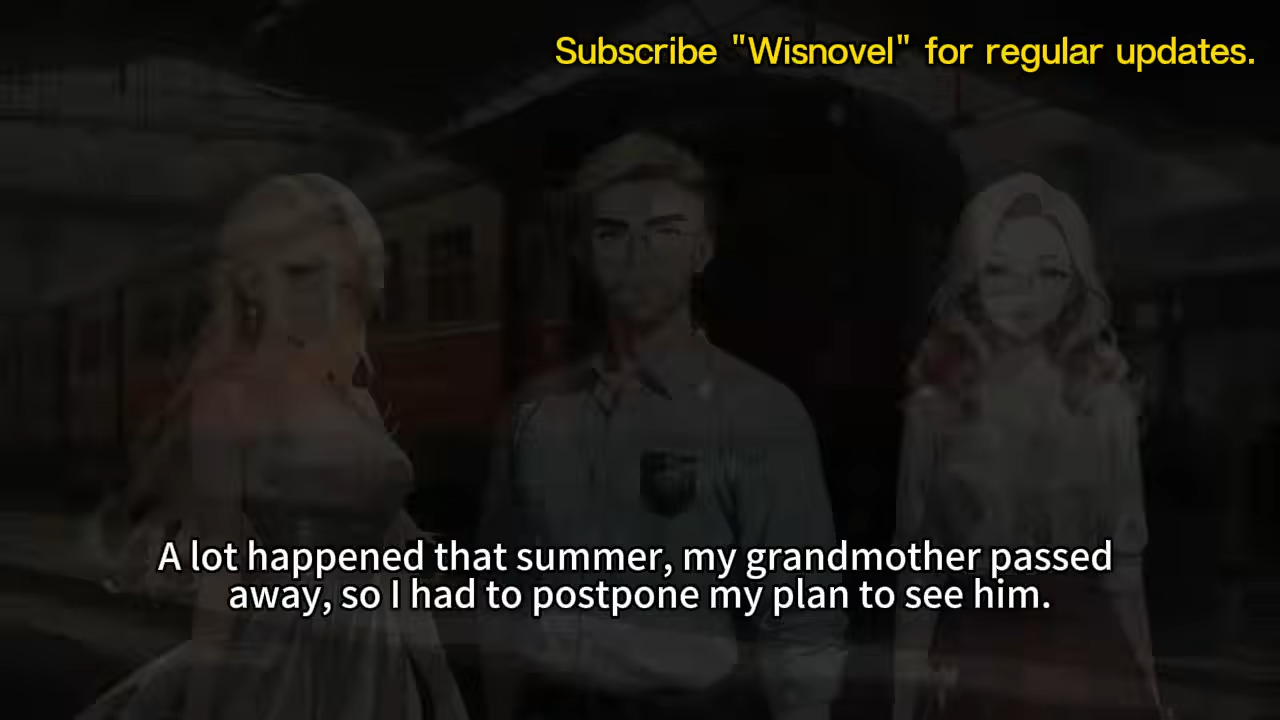 Subscribe "Wisnovel" for regular updates.
A lot happened that summer, my grandmother passed
away, so I had to postpone my plan to see him.